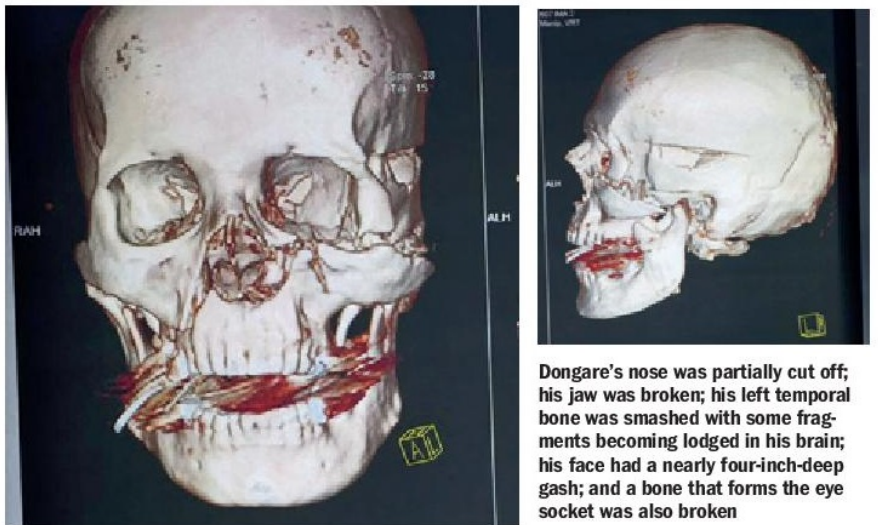 RAH
ALH
A
L
ALH
L
Dongare's nose was partially cut off;
his jaw was broken; his left temporal
bone was smashed with some frag-
ments becoming lodged in his brain;
his face had a nearly four-inch-deep
gash; and a bone that forms the eye
socket was also broken